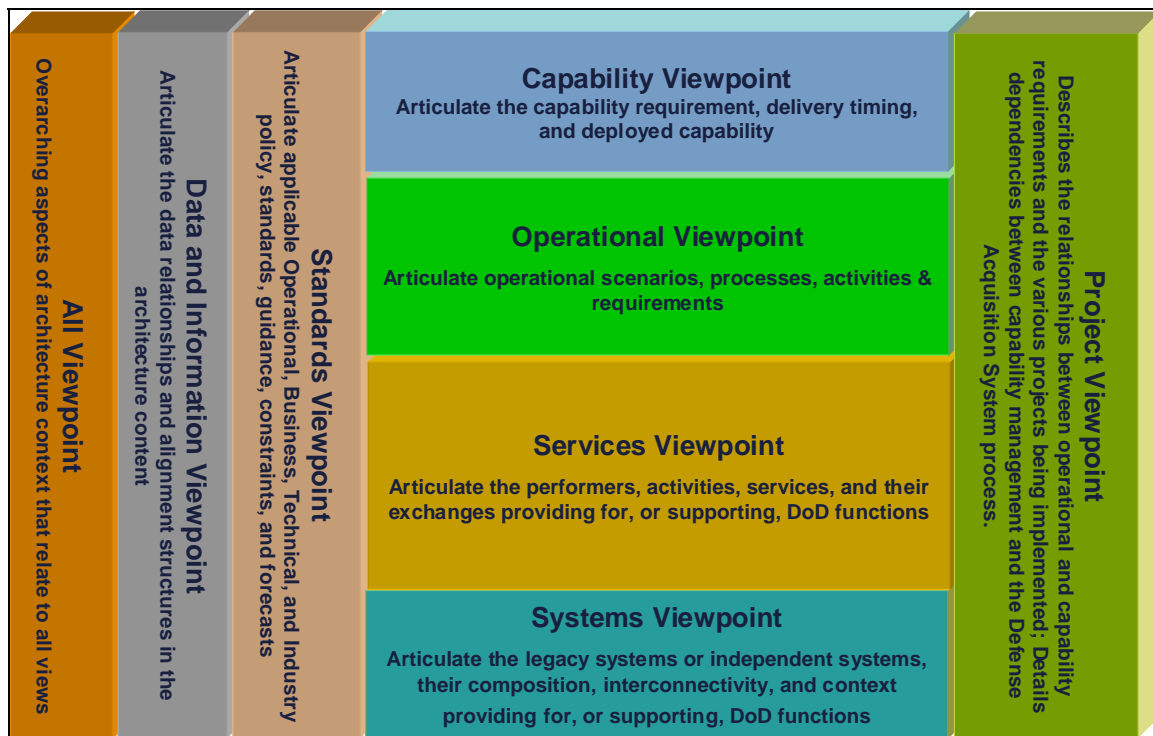 All Viewpoint
Overarching aspects of architecture context that relate to all views
Data and Information Viewpoint
Articulate the data relationships and alignment structures in the
architecture content
Standards Viewpoint
Articulate applicable Operational, Business, Technical, and Industry
policy, standards, guidance, constraints, and forecasts
Capability Viewpoint
Articulate the capability requirement, delivery timing,
and deployed capability
Operational Viewpoint
Articulate operational scenarios, processes, activities &
requirements
Services Viewpoint
Articulate the performers, activities, services, and their
exchanges providing for, or supporting, DoD functions
Systems Viewpoint
Articulate the legacy systems or independent systems,
their composition, interconnectivity, and context
providing for, or supporting, DoD functions
Project Viewpoint
Describes the relationships between operational and capability
requirements and the various projects being implemented; Details
dependencies between capability management and the Defense
Acquisition System process.